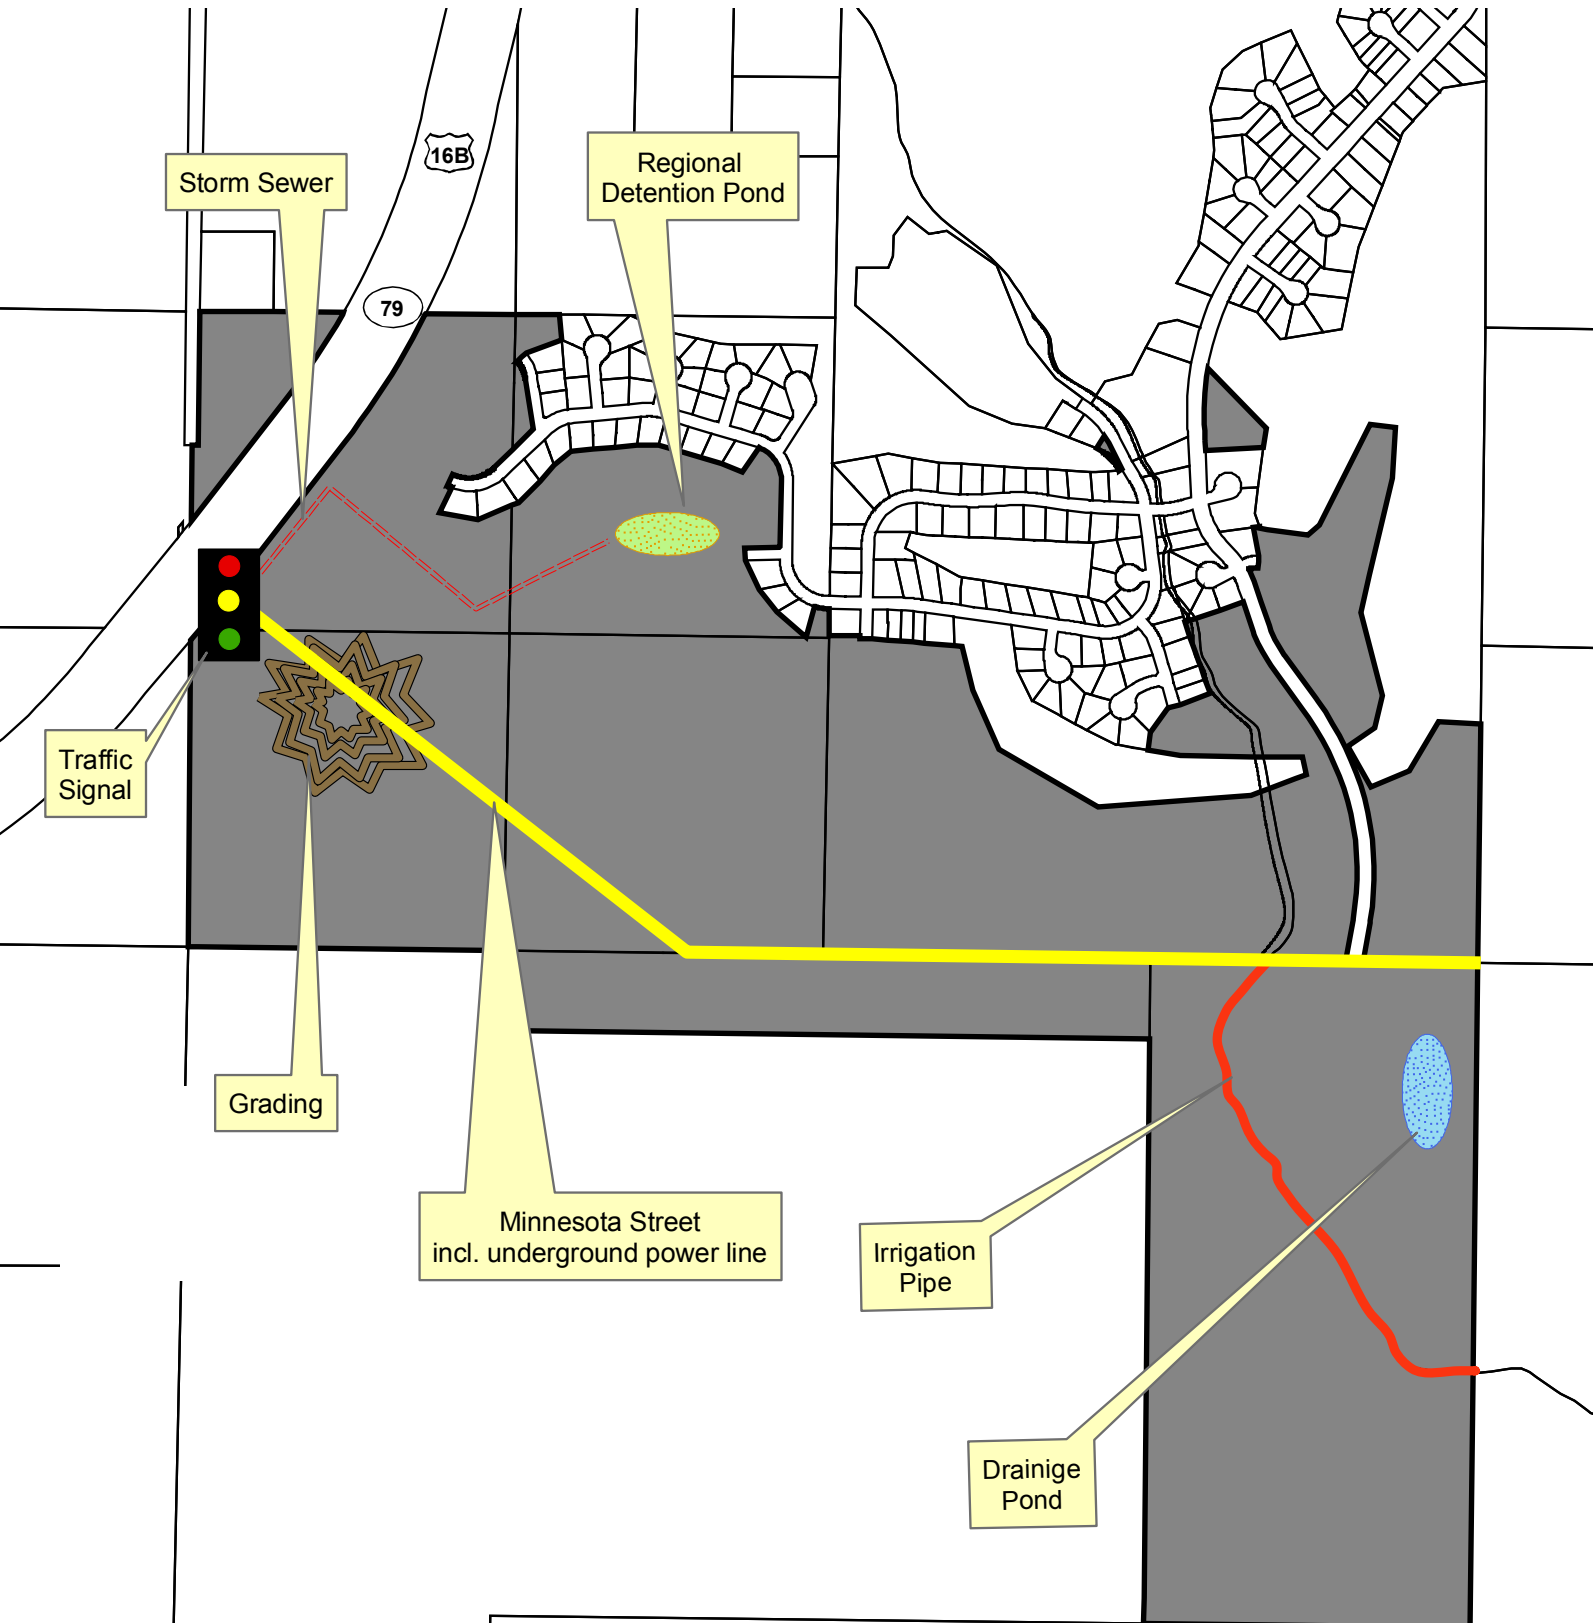 16B
Storm Sewer
Regional
Detention Pond
79
Traffic
Signal
Grading
Minnesota Street
incl. underground power line
Irrigation
Pipe
Drainige
Pond